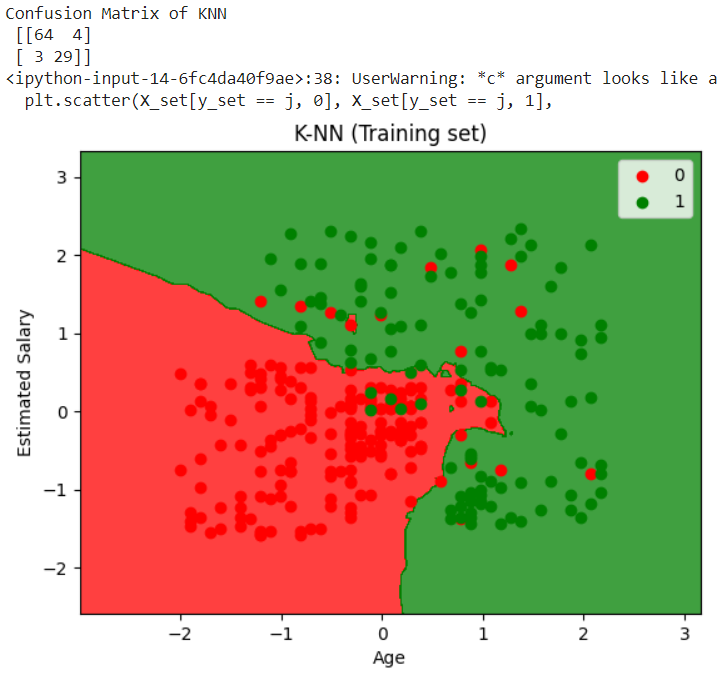 Confusion Matrix of KNN
[[64  4]
[ 3 29]]
<ipython-input-14-6fc4da40f9ae>:38: UserWarning: *c* argument looks like a
plt.scatter(X_set[y_set == j, 0], X_set[y_set == j, 1],
K-NN (Training set)
0
1
3
2
1
0
−1
−2
Estimated Salary
−2 −1 0 1 2 3
Age